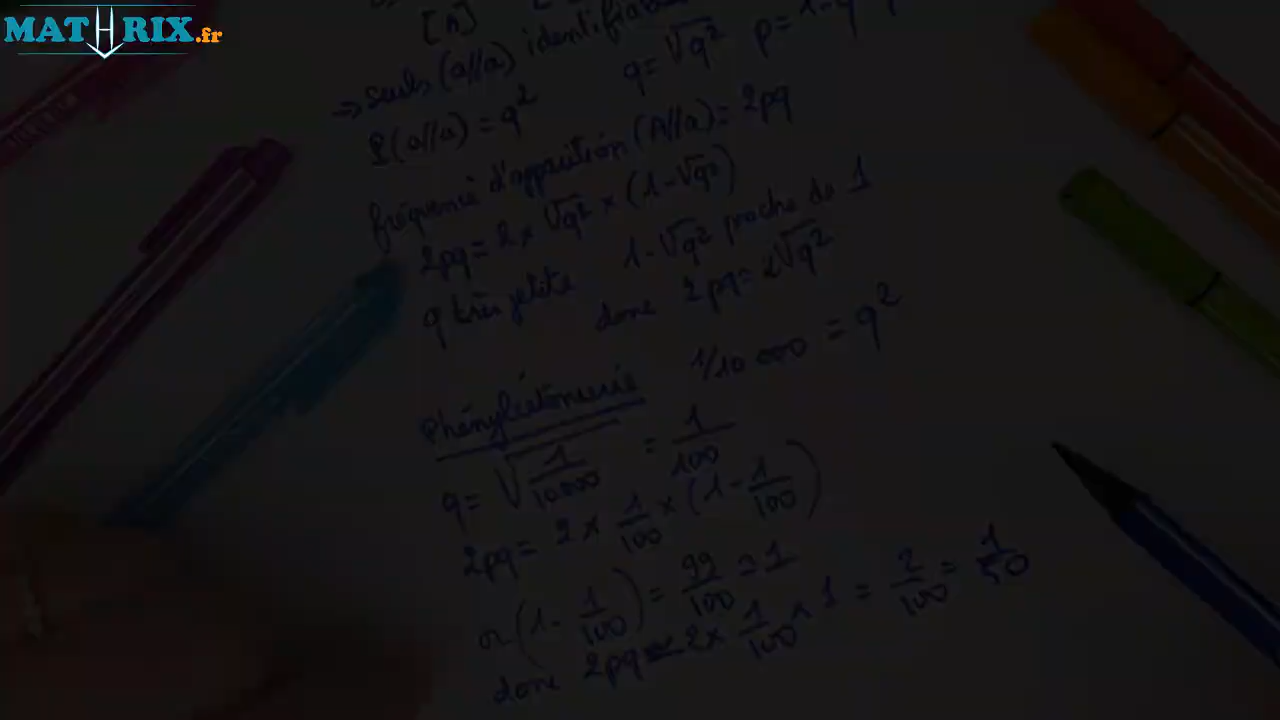 MATHRIX.fr
[A]
⇒ seuls (a//a) identifiables
q = √q² p = 1 - q
P(a//a) = q²
fréquence d'apparition (A//a) = 2pq
2pq = 2 × √q² × (1 - √q²)
q très petite 1 - √q² proche de 1
donc 2pq = 2√q²
Phénylcétonurie 1/10 000 = q²
q = √1/10 000 = 1/100
2pq = 2 × 1/100 × (1 - 1/100)
or (1 - 1/100) = 99/100 ≃ 1
donc 2pq = 2 × 1/100 × 1 = 2/100 = 1/50